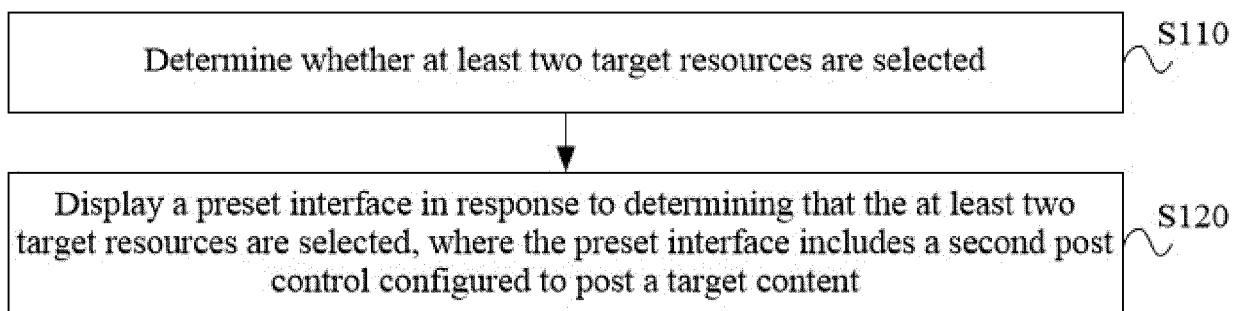 Determine whether at least two target resources are selected
S110
Display a preset interface in response to determining that the at least two
target resources are selected, where the preset interface includes a second post
control configured to post a target content
S120